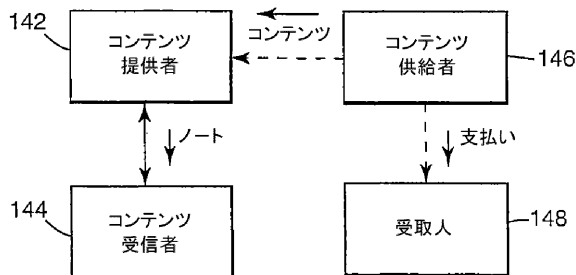 142
コンテンツ
提供者
コンテンツ
コンテンツ
供給者
146
ノート
支払い
144
コンテンツ
受信者
受取人
148